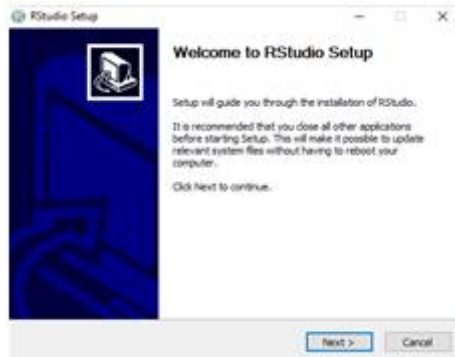 RStudio Setup
Welcome to RStudio Setup
Setup will guide you through the installation of RStudio.
It is recommended that you close all other applications
before starting Setup. This will make it possible to update
relevant system files without having to reboot your
computer.
Click Next to continue.
Next >
Cancel